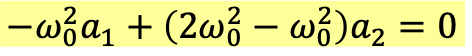 −ω₀²a₁ + (2ω₀² − ω₀²)a₂ = 0